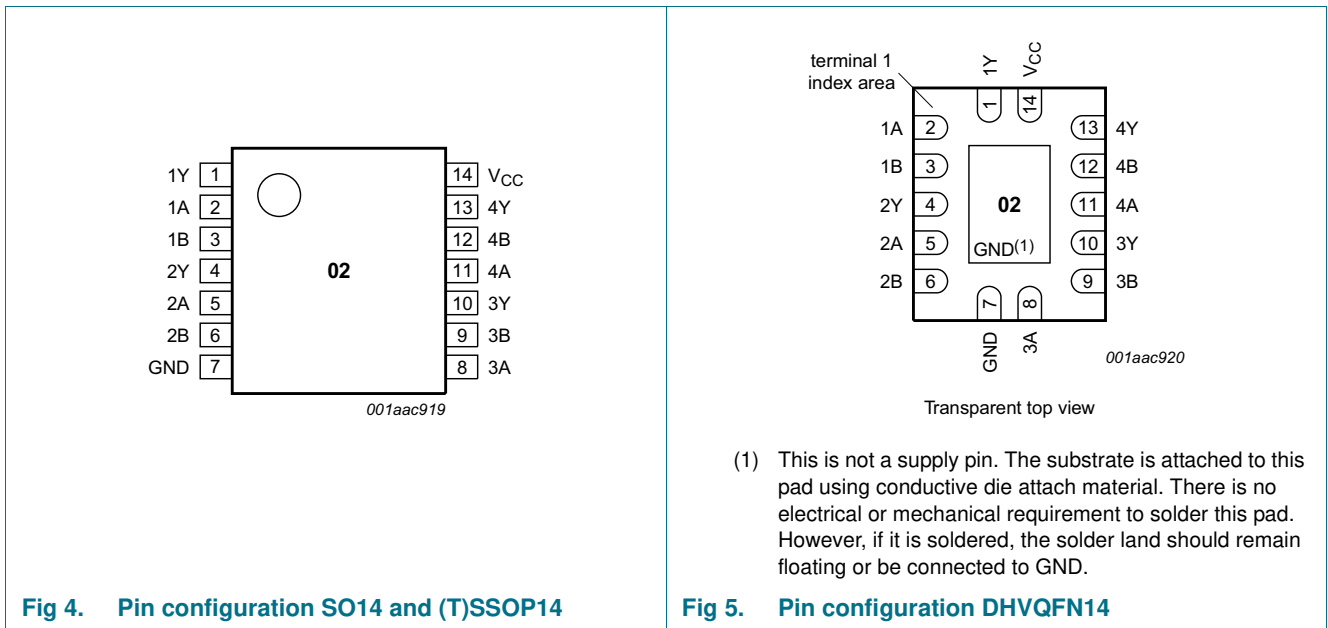 1Y 1
1A 2
1B 3
2Y 4
2A 5
2B 6
GND 7
02
14 VCC
13 4Y
12 4B
11 4A
10 3Y
9 3B
8 3A
001aac919
Fig 4. Pin configuration SO14 and (T)SSOP14
terminal 1
index area
1Y VCC
1 14
1A 2
1B 3
2Y 4
2A 5
2B 6
02
GND(1)
13 4Y
12 4B
11 4A
10 3Y
9 3B
7 8
GND 3A
001aac920
Transparent top view
(1) This is not a supply pin. The substrate is attached to this
pad using conductive die attach material. There is no
electrical or mechanical requirement to solder this pad.
However, if it is soldered, the solder land should remain
floating or be connected to GND.
Fig 5. Pin configuration DHVQFN14